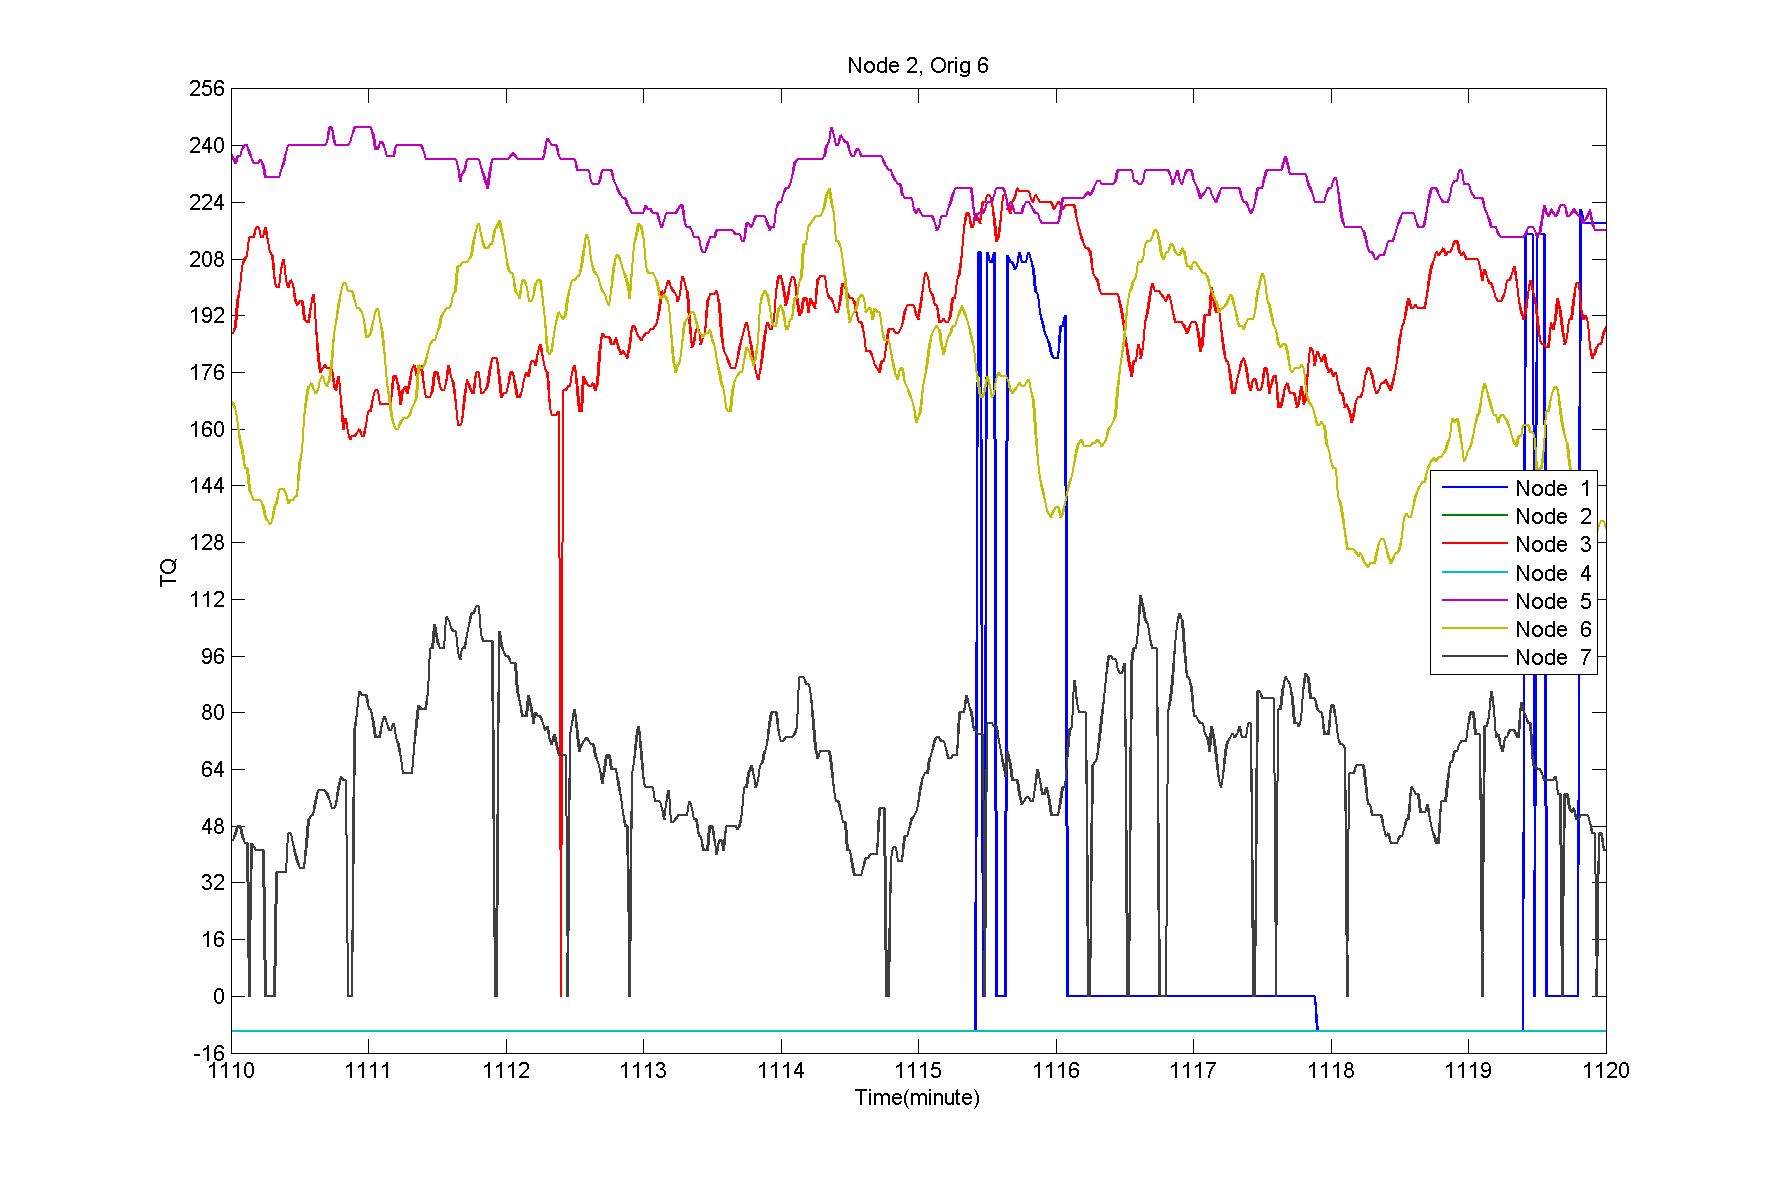 Node 2, Orig 6
256
240
224
208
192
176
160
144
128
112
96
80
64
48
32
16
0
-16
TQ
1110 1111 1112 1113 1114 1115 1116 1117 1118 1119 1120
Time(minute)
Node 1
Node 2
Node 3
Node 4
Node 5
Node 6
Node 7